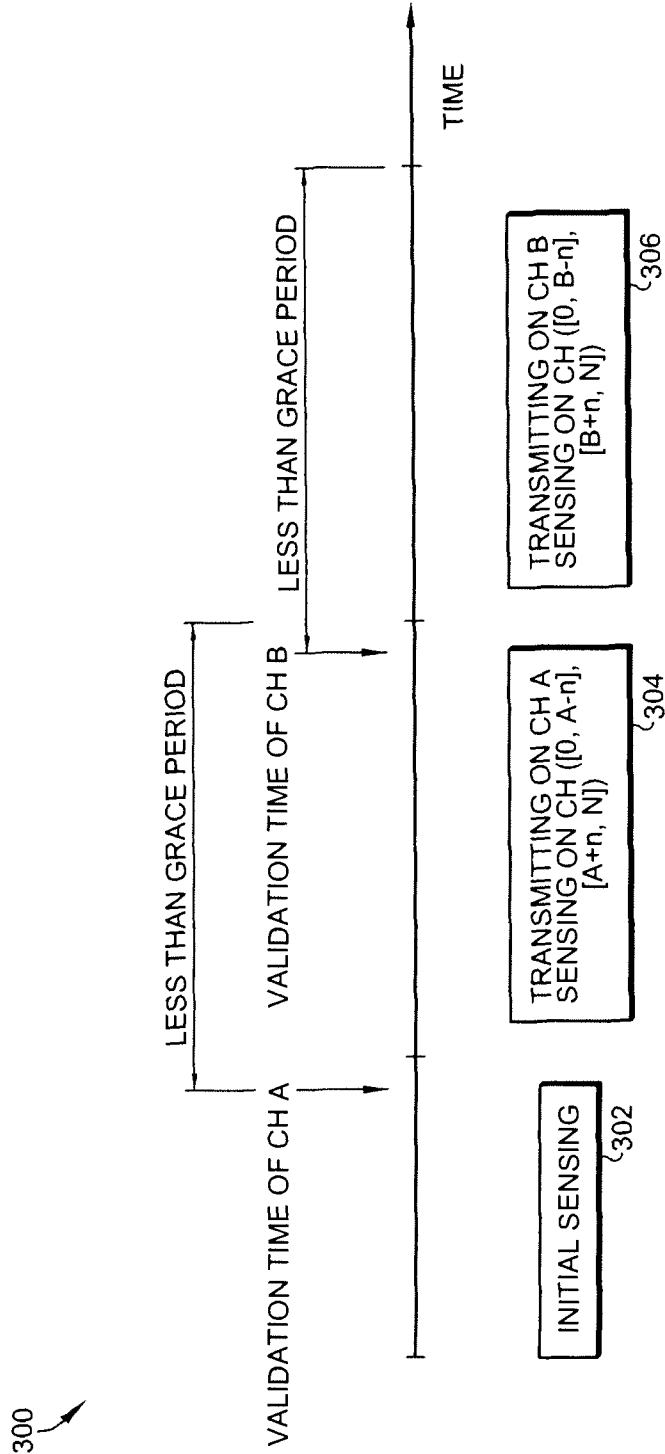 300
LESS THAN GRACE PERIOD
VALIDATION TIME OF CH A
VALIDATION TIME OF CH B
LESS THAN GRACE PERIOD
TIME
INITIAL SENSING
302
TRANSMITTING ON CH A
SENSING ON CH ([0, A-n],
[A+n, N])
304
TRANSMITTING ON CH B
SENSING ON CH ([0, B-n],
[B+n, N])
306